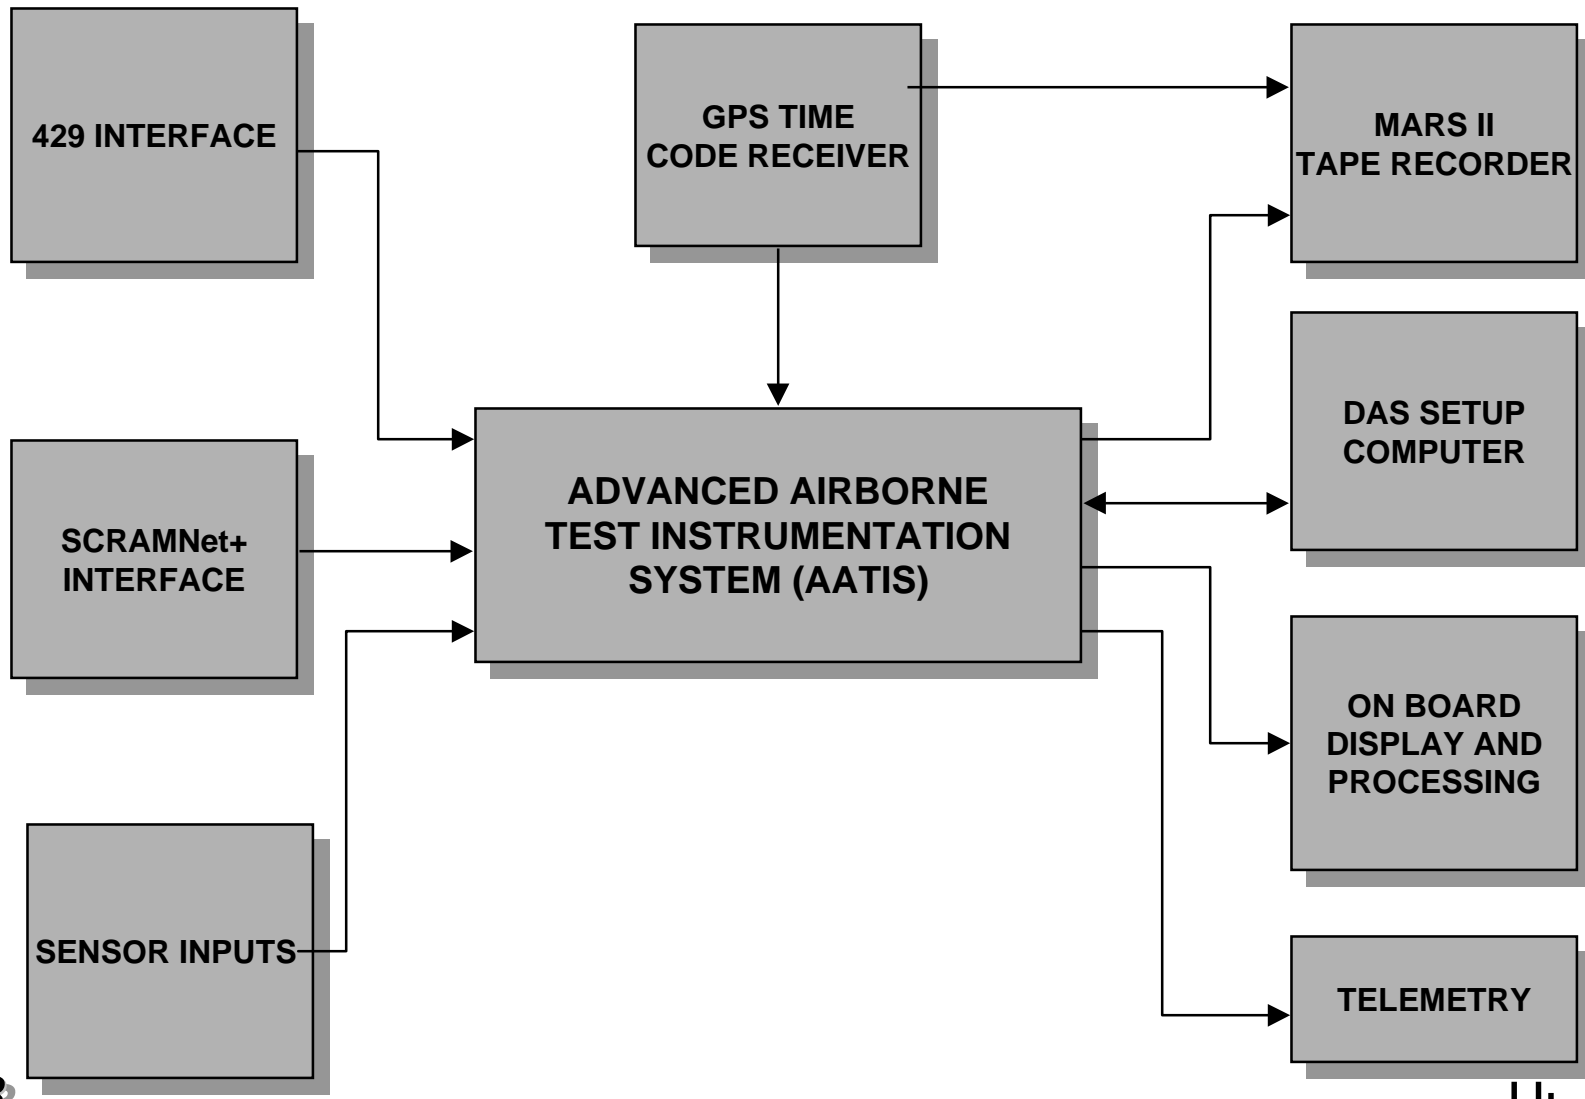 429 INTERFACE
GPS TIME
CODE RECEIVER
MARS II
TAPE RECORDER
DAS SETUP
COMPUTER
ADVANCED AIRBORNE
TEST INSTRUMENTATION
SYSTEM (AATIS)
SCRAMNet+
INTERFACE
ON BOARD
DISPLAY AND
PROCESSING
SENSOR INPUTS
TELEMETRY